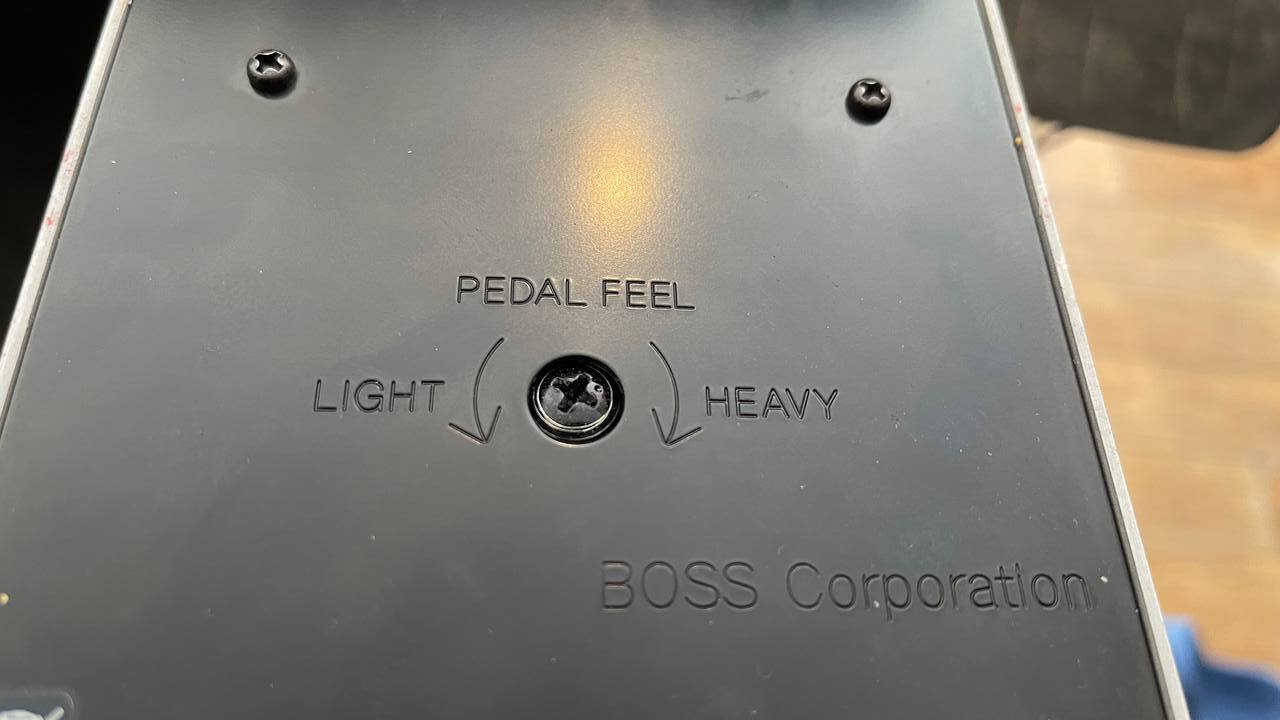 PEDAL FEEL
LIGHT HEAVY
BOSS Corporation